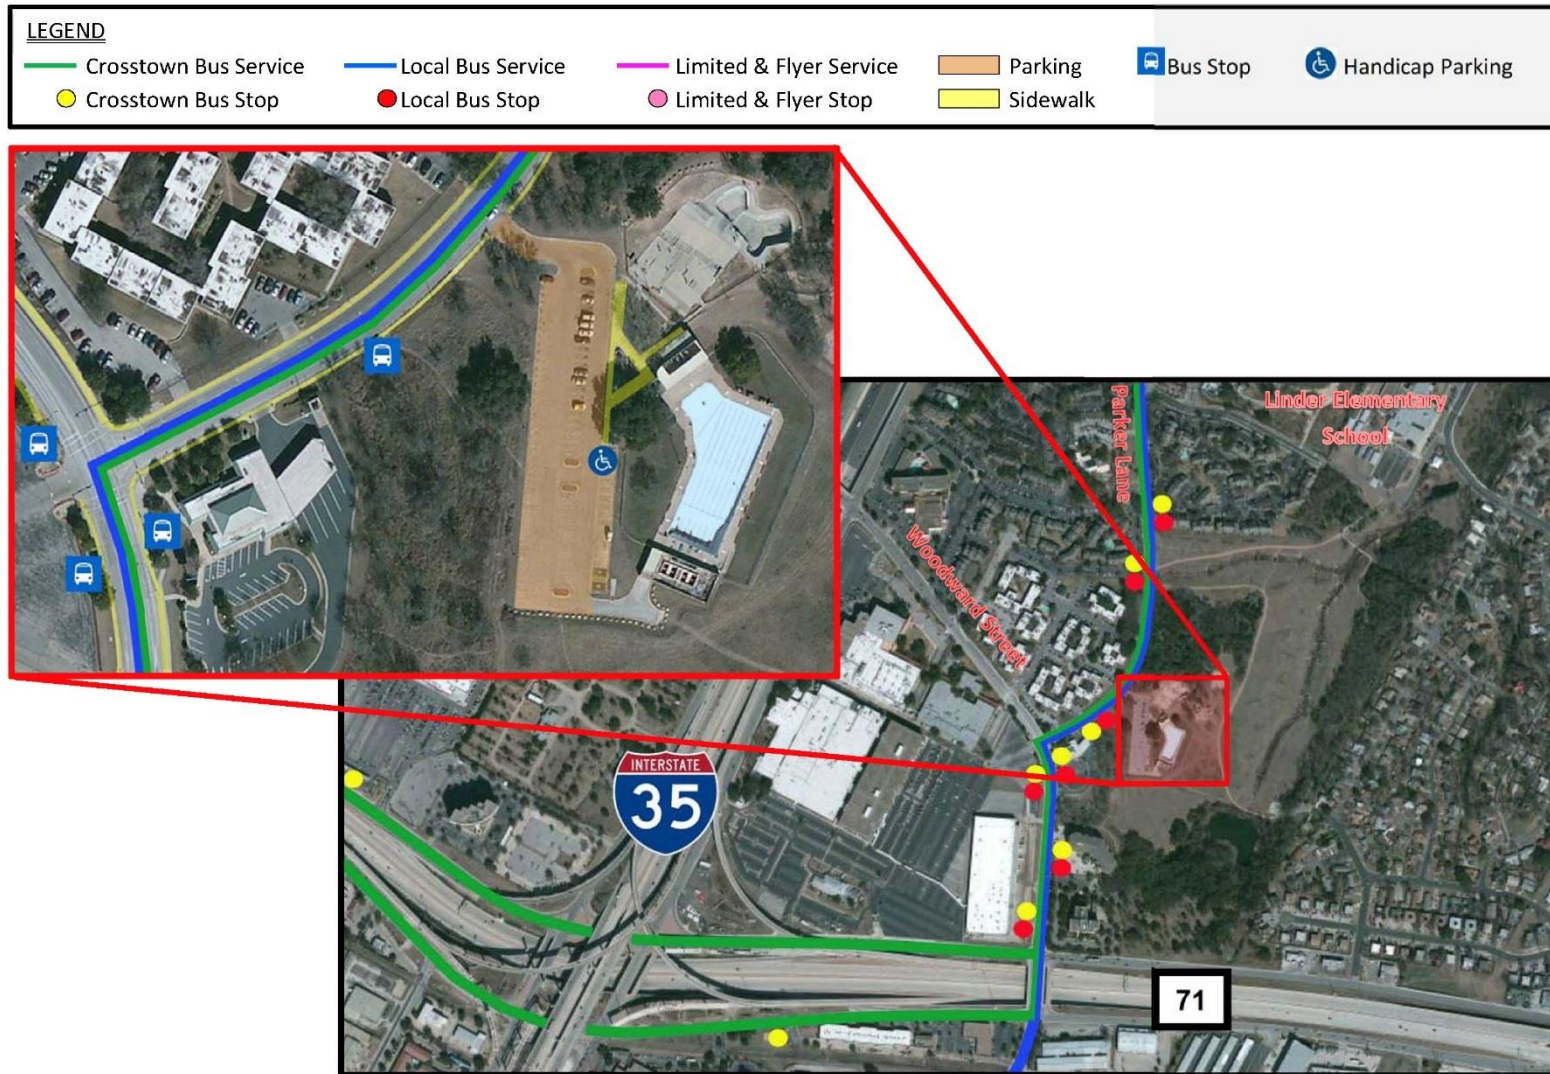 LEGEND
Crosstown Bus Service
Local Bus Service
Limited & Flyer Service
Parking
Bus Stop
Handicap Parking
Crosstown Bus Stop
Local Bus Stop
Limited & Flyer Stop
Sidewalk
Parker Lane
Linder Elementary
School
Woodward Street
INTERSTATE
35
71